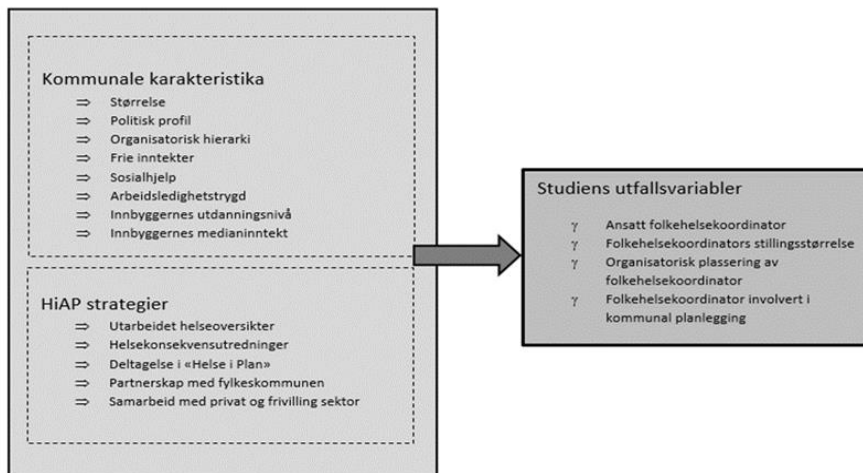 Kommunale karakteristika
⇒ Størrelse
⇒ Politisk profil
⇒ Organisatorisk hierarki
⇒ Frie inntekter
⇒ Sosialhjelp
⇒ Arbeidsledighetstrygd
⇒ Innbyggernes utdanningsnivå
⇒ Innbyggernes medianinntekt
HiAP strategier
⇒ Utarbeidet helseoversikter
⇒ Helsekonsekvensutredninger
⇒ Deltagelse i «Helse i Plan»
⇒ Partnerskap med fylkeskommunen
⇒ Samarbeid med privat og frivilling sektor
Studiens utfallsvariabler
γ Ansatt folkehelsekoordinator
γ Folkehelsekoordinators stillingsstørrelse
γ Organisatorisk plassering av
folkehelsekoordinator
γ Folkehelsekoordinator involvert i
kommunal planlegging